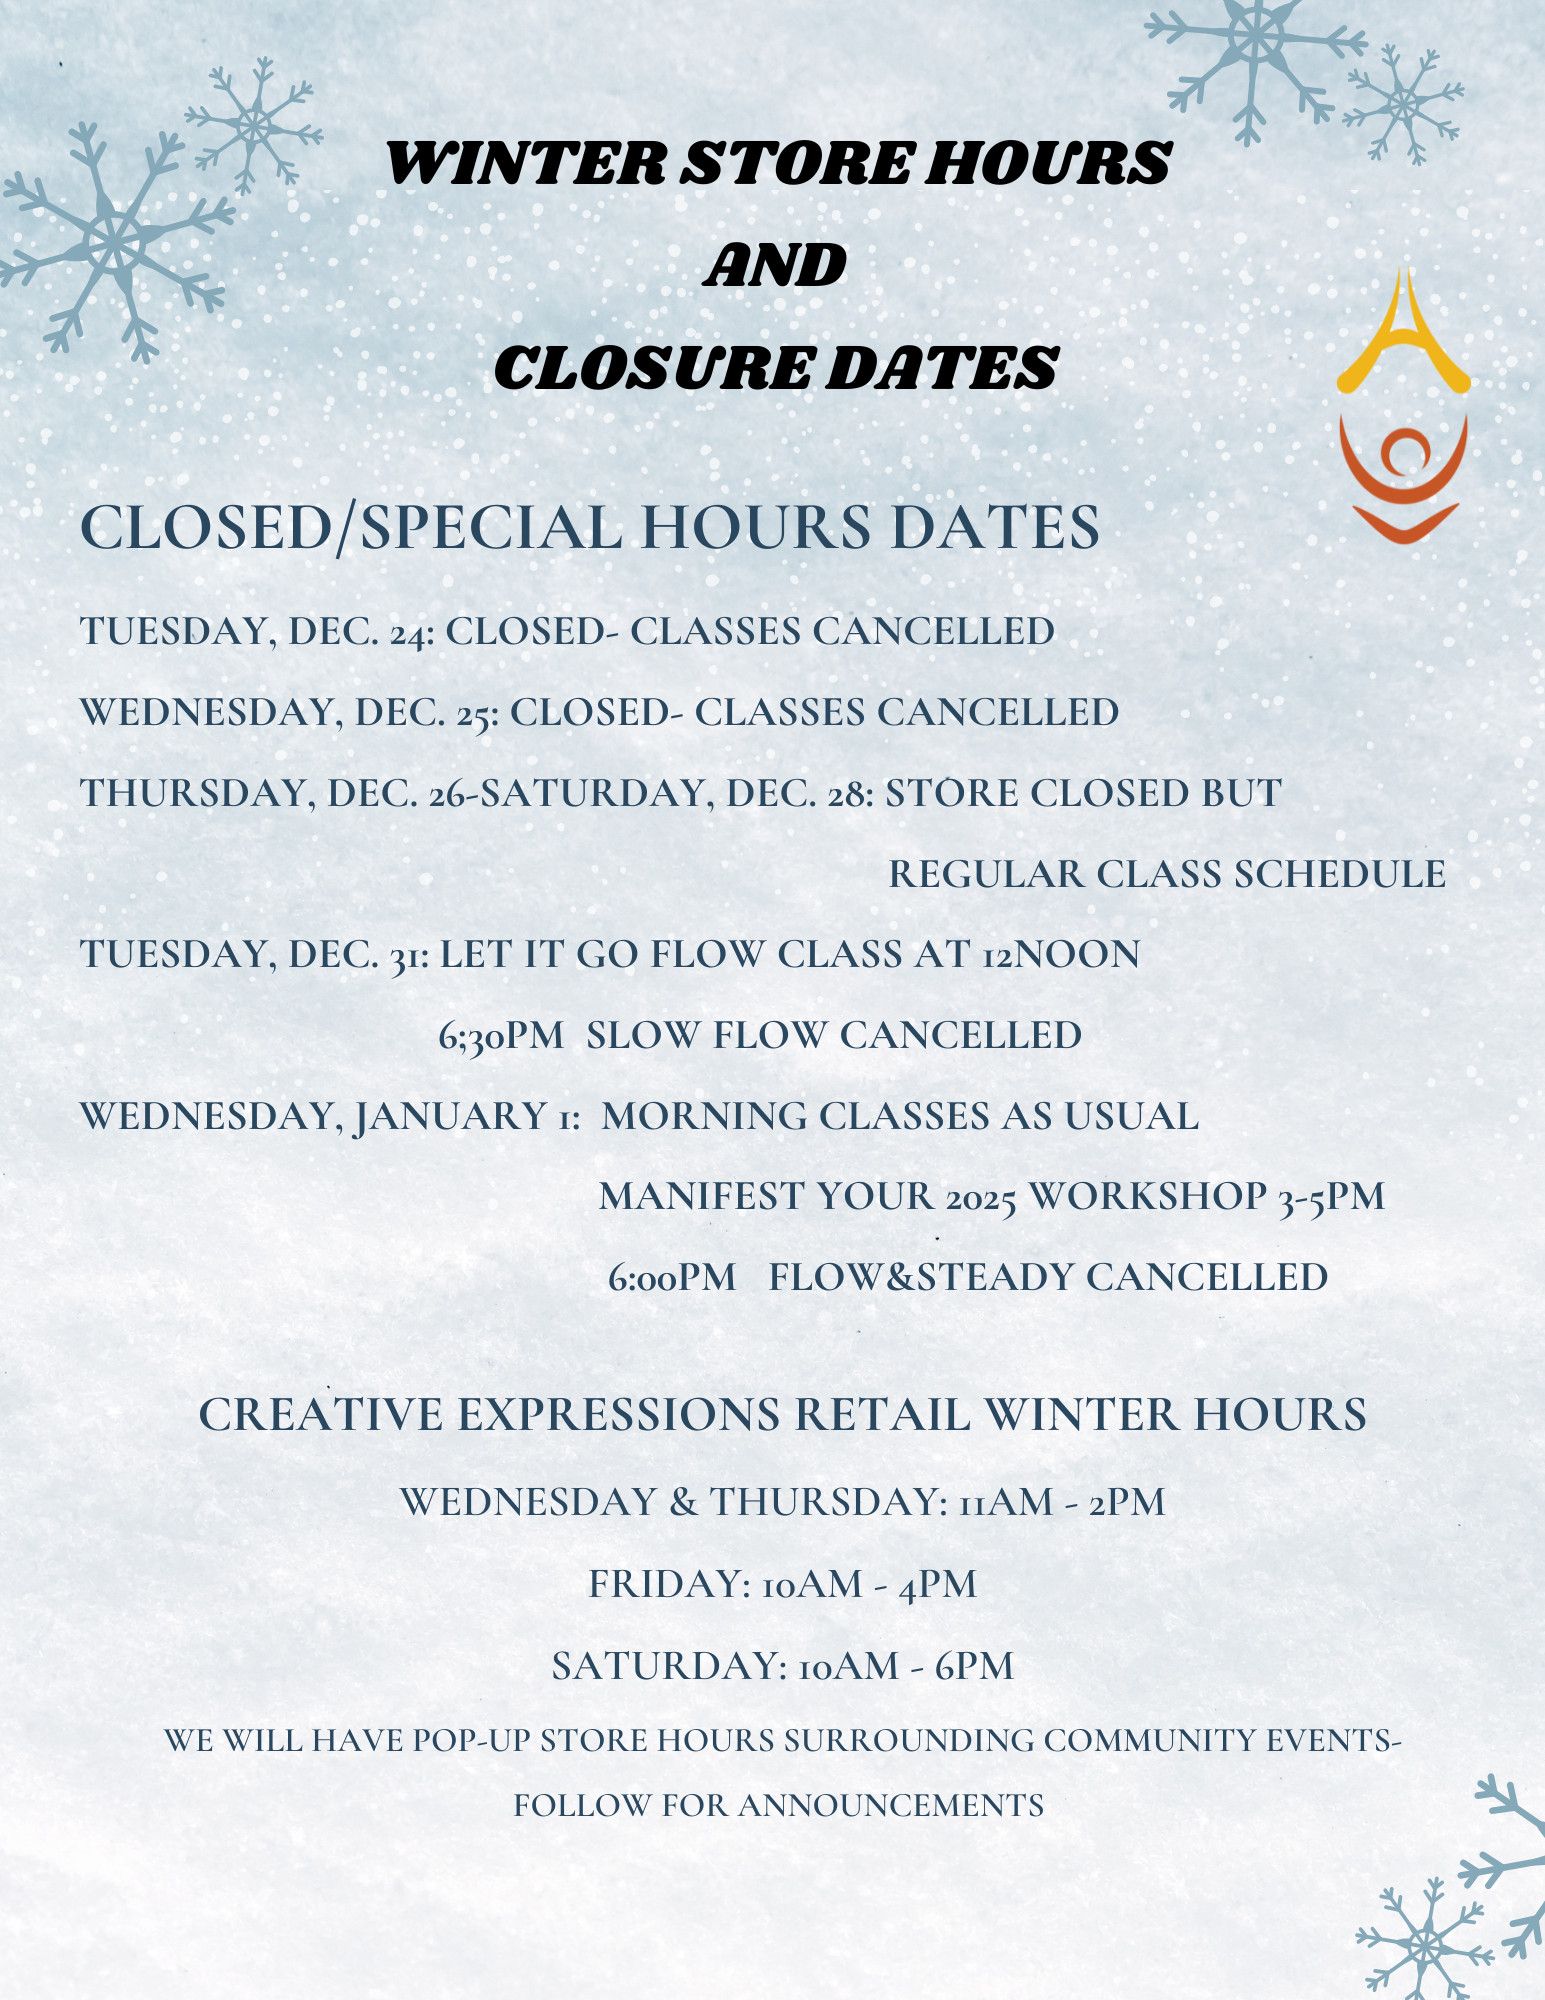 WINTER STORE HOURS
AND
CLOSURE DATES
CLOSED/SPECIAL HOURS DATES
TUESDAY, DEC. 24: CLOSED- CLASSES CANCELLED
WEDNESDAY, DEC. 25: CLOSED- CLASSES CANCELLED
THURSDAY, DEC. 26-SATURDAY, DEC. 28: STORE CLOSED BUT
REGULAR CLASS SCHEDULE
TUESDAY, DEC. 31: LET IT GO FLOW CLASS AT 12NOON
6;30PM  SLOW FLOW CANCELLED
WEDNESDAY, JANUARY 1:  MORNING CLASSES AS USUAL
MANIFEST YOUR 2025 WORKSHOP 3-5PM
6:00PM   FLOW&STEADY CANCELLED
CREATIVE EXPRESSIONS RETAIL WINTER HOURS
WEDNESDAY & THURSDAY: 11AM - 2PM
FRIDAY: 10AM - 4PM
SATURDAY: 10AM - 6PM
WE WILL HAVE POP-UP STORE HOURS SURROUNDING COMMUNITY EVENTS-
FOLLOW FOR ANNOUNCEMENTS